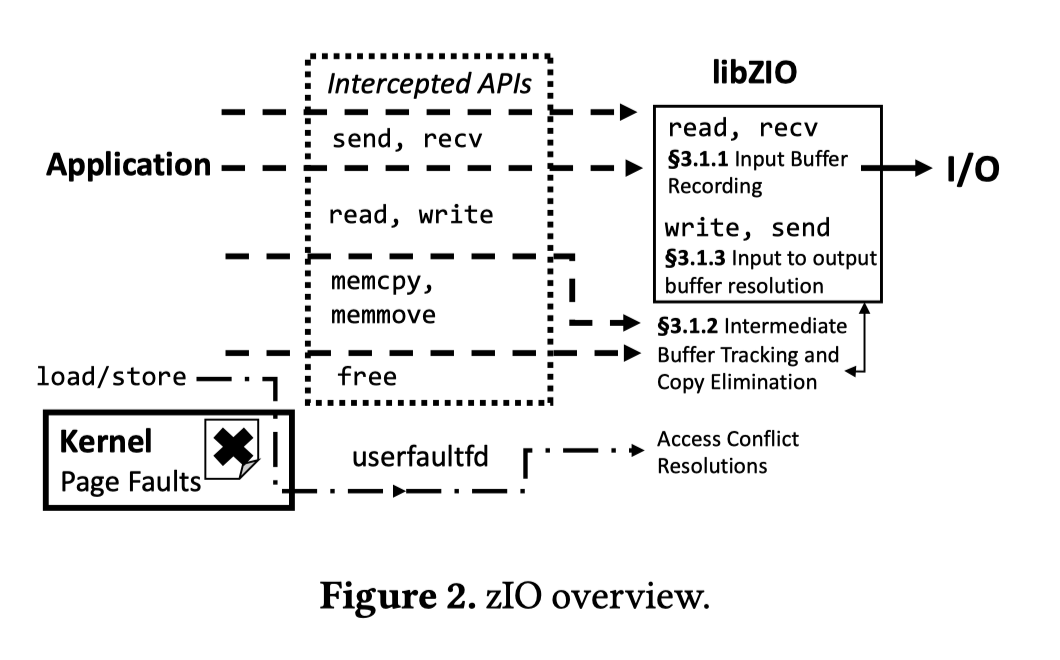 Intercepted APIs
send, recv
read, write
memcpy,
memmove
free
Application
libZIO
read, recv
§3.1.1 Input Buffer
Recording
write, send
§3.1.3 Input to output
buffer resolution
I/O
§3.1.2 Intermediate
Buffer Tracking and
Copy Elimination
load/store
Kernel
Page Faults
userfaultfd
Access Conflict
Resolutions
Figure 2. zIO overview.